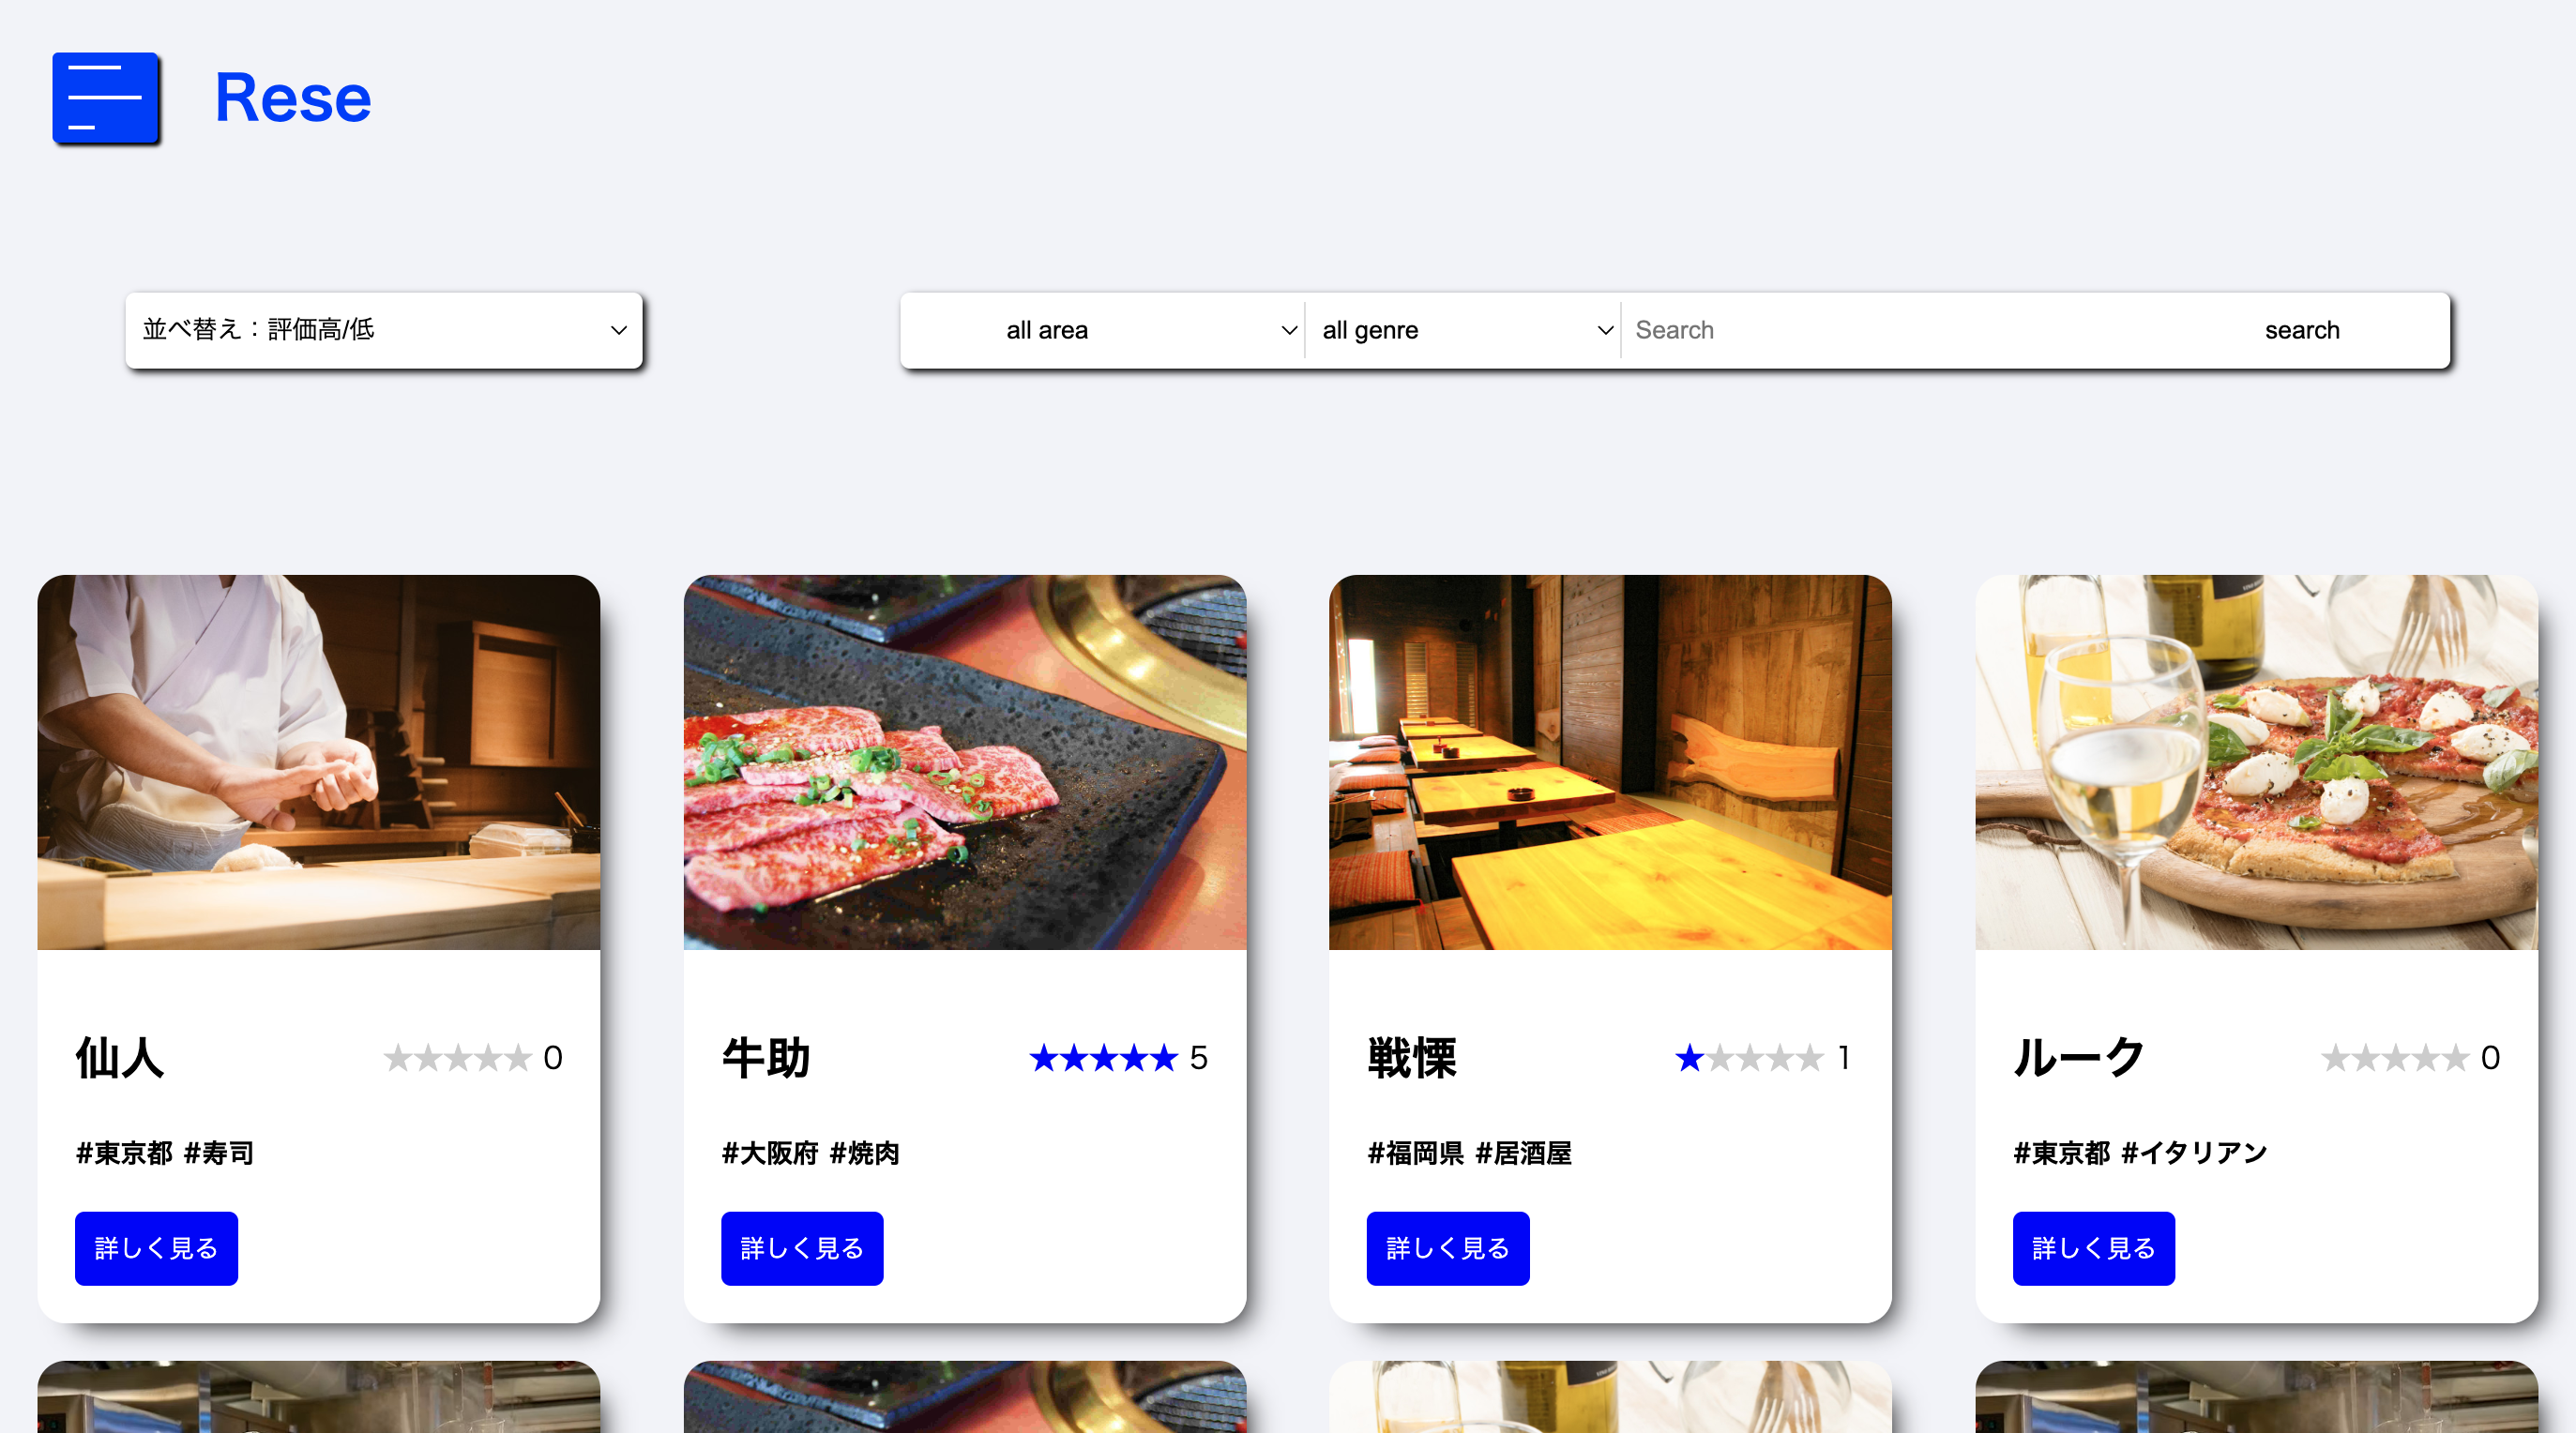 Rese
並べ替え：評価高/低
all area
all genre
Search
search
仙人
★★★★★ 0
#東京都 #寿司
詳しく見る
牛助
★★★★★ 5
#大阪府 #焼肉
詳しく見る
戦慄
★★★★★ 1
#福岡県 #居酒屋
詳しく見る
ルーク
★★★★★ 0
#東京都 #イタリアン
詳しく見る